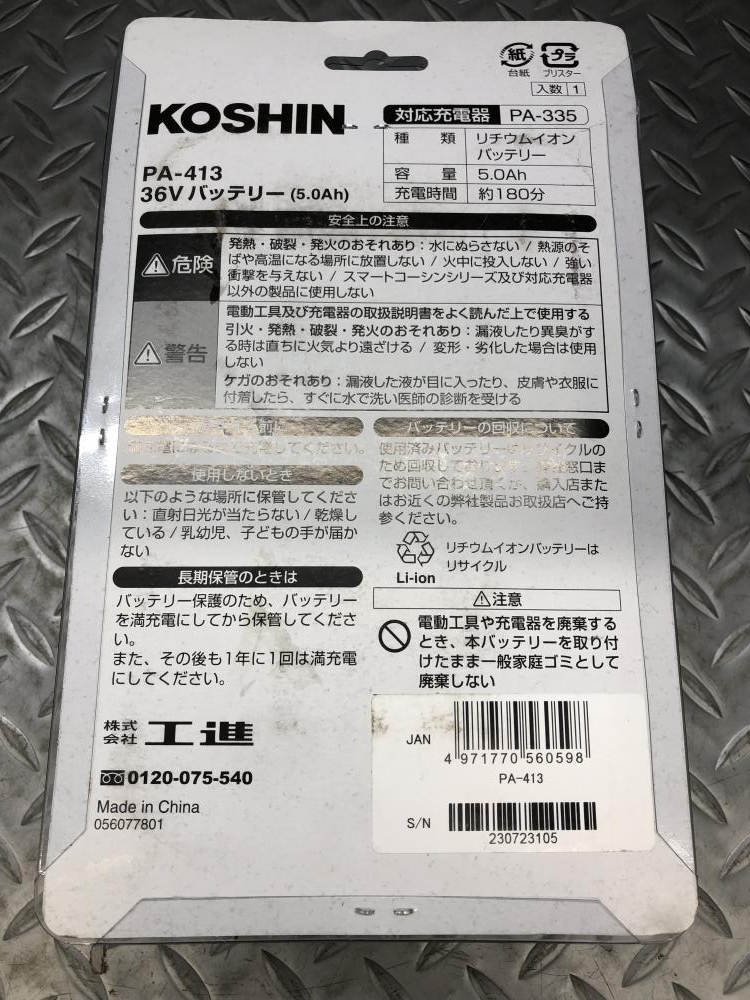 紙
台紙
プラ
ブリスター
入数 1
KOSHIN
PA-413
36V バッテリー (5.0Ah)
対応充電器 PA-335
種 類 リチウムイオン
バッテリー
容 量 5.0Ah
充電時間 約180分
安全上の注意
危険
発熱・破裂・発火のおそれあり:水にぬらさない / 熱源のそ
ばや高温になる場所に放置しない / 火中に投入しない / 強い
衝撃を与えない / スマートコーシンシリーズ及び対応充電器
以外の製品に使用しない
警告
電動工具及び充電器の取扱説明書をよく読んだ上で使用する
引火・発熱・破裂・発火のおそれあり:漏液したり異臭がす
る時は直ちに火気より遠ざける / 変形・劣化した場合は使用
しない
ケガのおそれあり:漏液した液が目に入ったり、皮膚や衣服に
付着したら、すぐに水で洗い医師の診断を受ける
使用しないとき
以下のような場所に保管してくださ
い:直射日光が当たらない / 乾燥し
ている / 乳幼児、子どもの手が届か
ない
長期保管のときは
バッテリー保護のため、バッテリー
を満充電にしてから保管してくださ
い。
また、その後も1年に1回は満充電
にしてください。
バッテリーの回収について
使用済みバッテリーはリサイクルの
ため回収しております。弊社窓口ま
でお問い合わせ頂くか、購入店また
はお近くの弊社製品お取扱店へご持
参ください。
Li-ion
リチウムイオンバッテリーは
リサイクル
注意
電動工具や充電器を廃棄する
とき、本バッテリーを取り付
けたまま一般家庭ゴミとして
廃棄しない
株式
会社 工進
0120-075-540
Made in China
056077801
JAN
4 971770 560598
PA-413
S/N
230723105